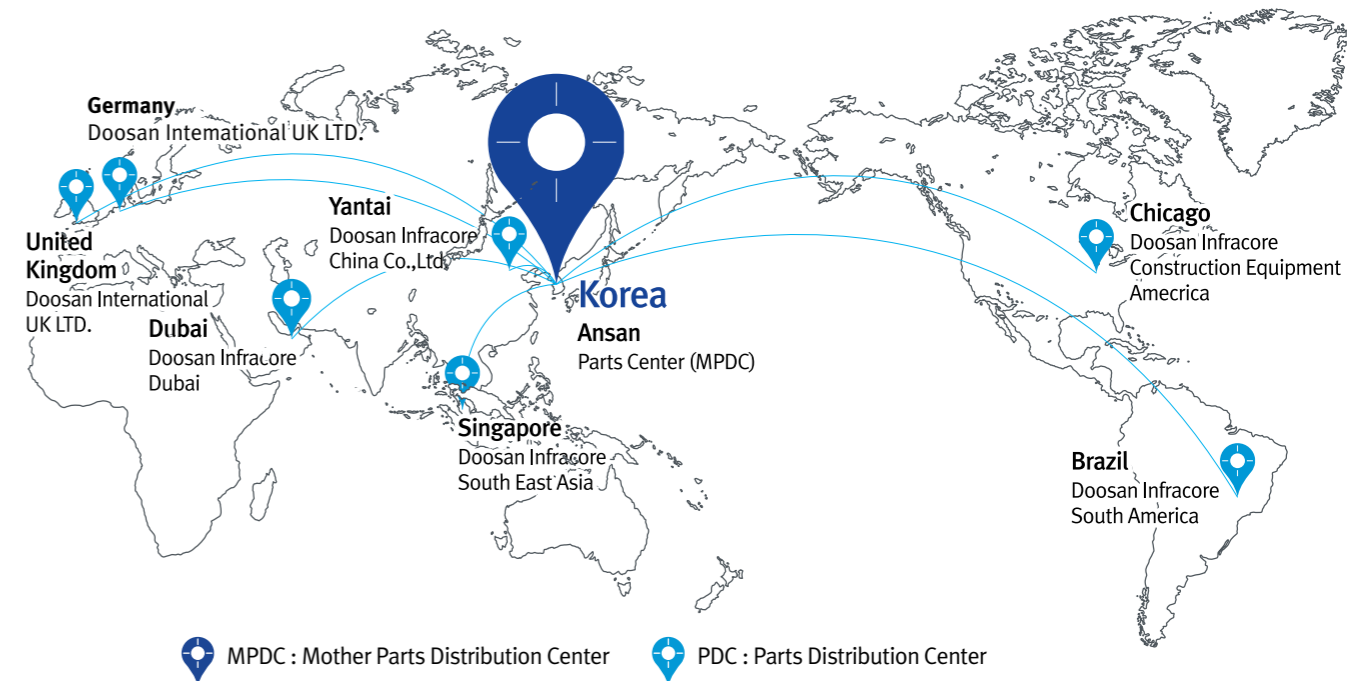 Germany
Doosan International UK LTD.
United
Kingdom
Doosan International
UK LTD.
Dubai
Doosan Infracore
Dubai
Yantai
Doosan Infracore
China Co.,Ltd.
Korea
Ansan
Parts Center (MPDC)
Singapore
Doosan Infracore
South East Asia
Chicago
Doosan Infracore
Construction Equipment
Amecrica
Brazil
Doosan Infracore
South America
MPDC : Mother Parts Distribution Center
PDC : Parts Distribution Center